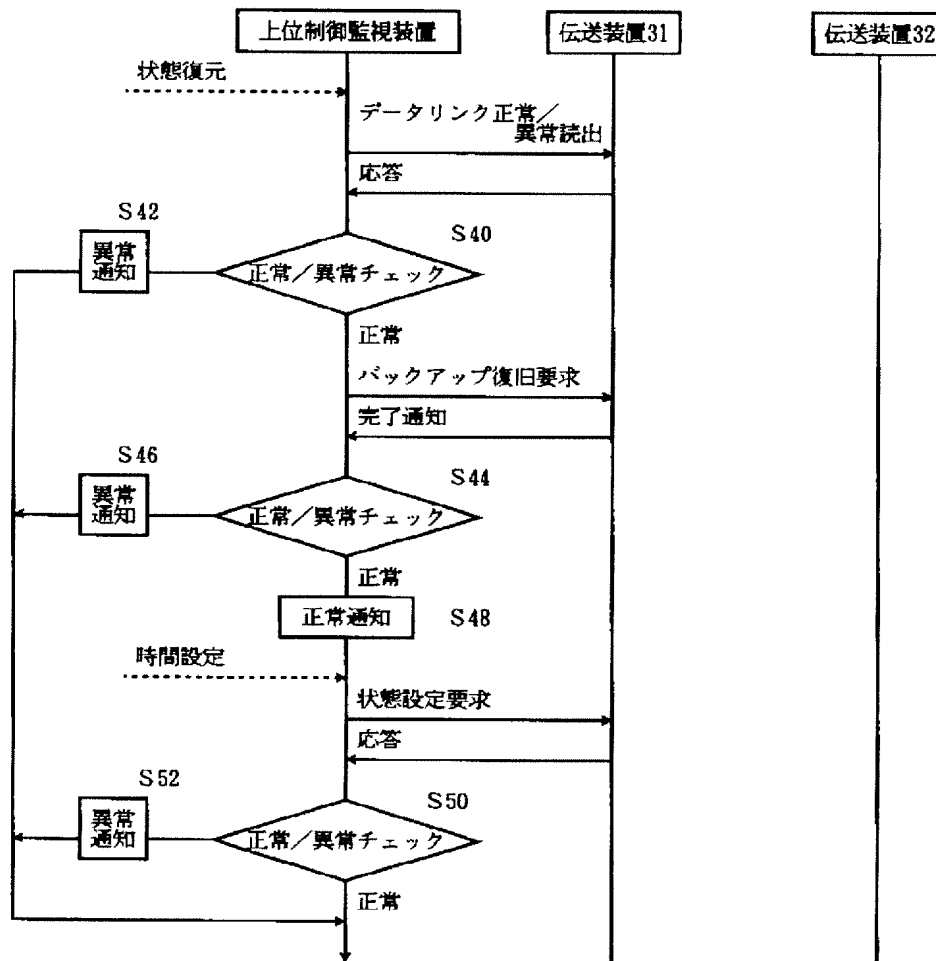 上位制御監視装置
伝送装置31
伝送装置32
状態復元
データリンク正常／
異常読出
応答
S42
S40
異常
通知
正常／異常チェック
正常
バックアップ復旧要求
完了通知
S46
S44
異常
通知
正常／異常チェック
正常
正常通知
S48
時間設定
状態設定要求
応答
S52
S50
異常
通知
正常／異常チェック
正常